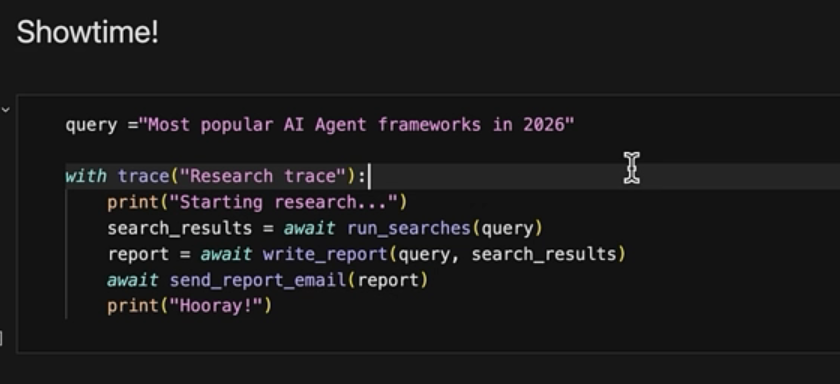 Showtime!
query ="Most popular AI Agent frameworks in 2026"
with trace("Research trace"):
    print("Starting research...")
    search_results = await run_searches(query)
    report = await write_report(query, search_results)
    await send_report_email(report)
    print("Hooray!")